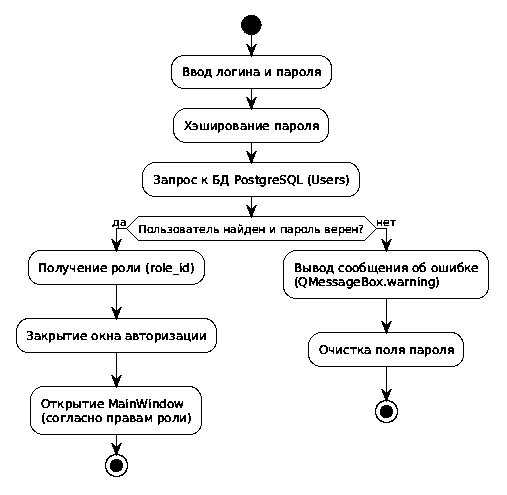 Ввод логина и пароля
Хэширование пароля
Запрос к БД PostgreSQL (Users)
да
Пользователь найден и пароль верен?
нет
Получение роли (role_id)
Закрытие окна авторизации
Открытие MainWindow
(согласно правам роли)
Вывод сообщения об ошибке
(QMessageBox.warning)
Очистка поля пароля